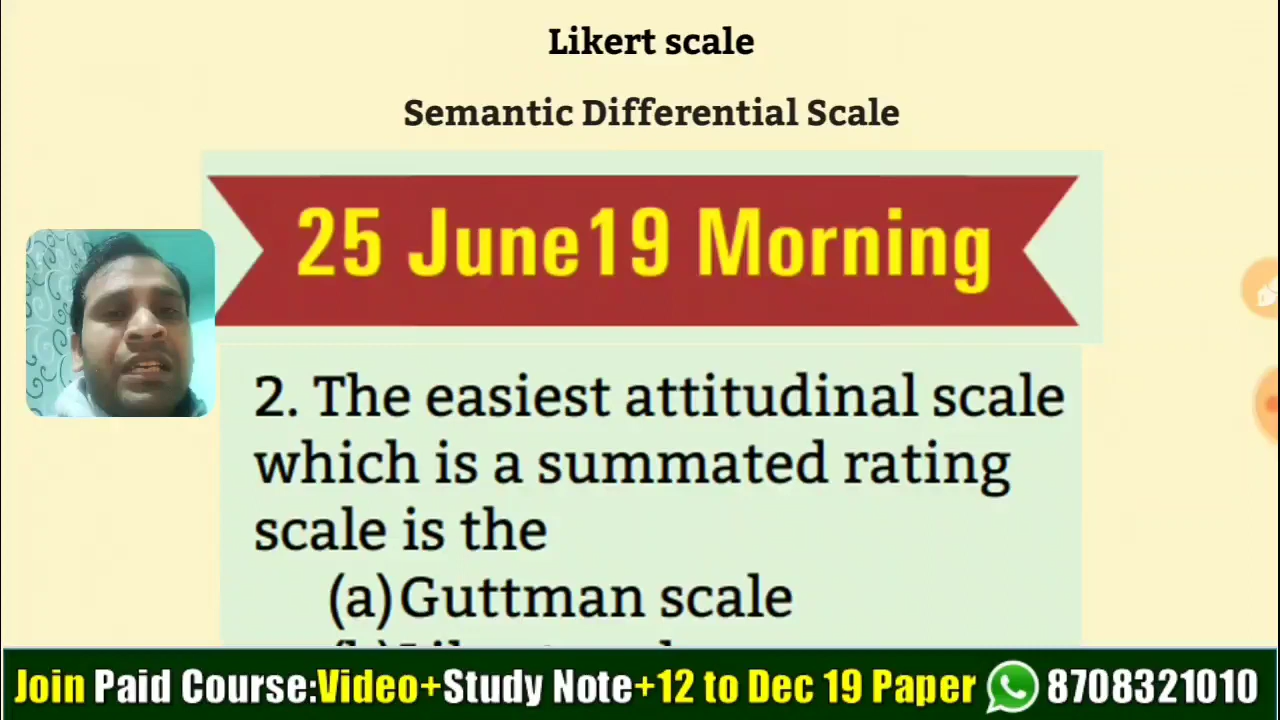 Likert scale
Semantic Differential Scale
25 June19 Morning
2. The easiest attitudinal scale
which is a summated rating
scale is the
(a) Guttman scale
Join Paid Course:Video+Study Note+12 to Dec 19 Paper 8708321010